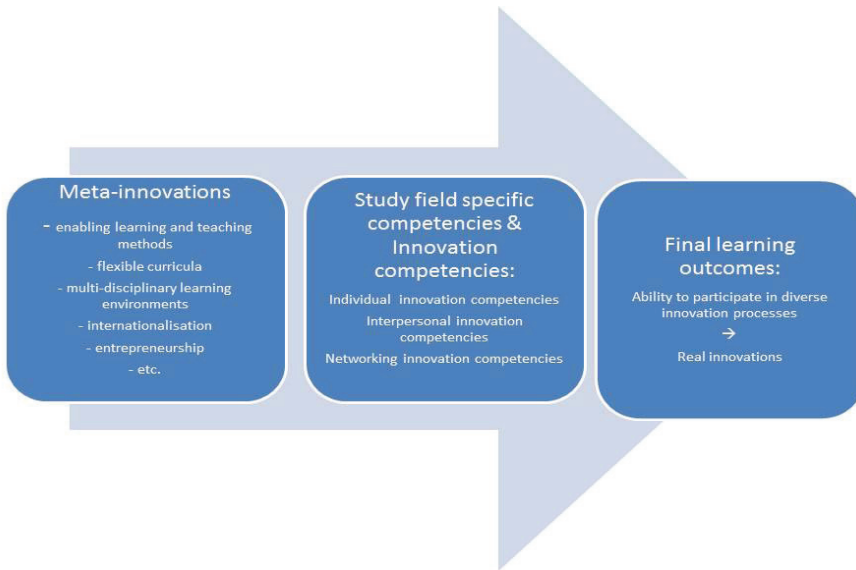 Meta-innovations
- enabling learning and teaching
methods
- flexible curricula
- multi-disciplinary learning
environments
- internationalisation
- entrepreneurship
- etc.
Study field specific
competencies &
Innovation
competencies:
Individual innovation competencies
Interpersonal innovation
competencies
Networking innovation competencies
Final learning
outcomes:
Ability to participate in diverse
innovation processes
→
Real innovations